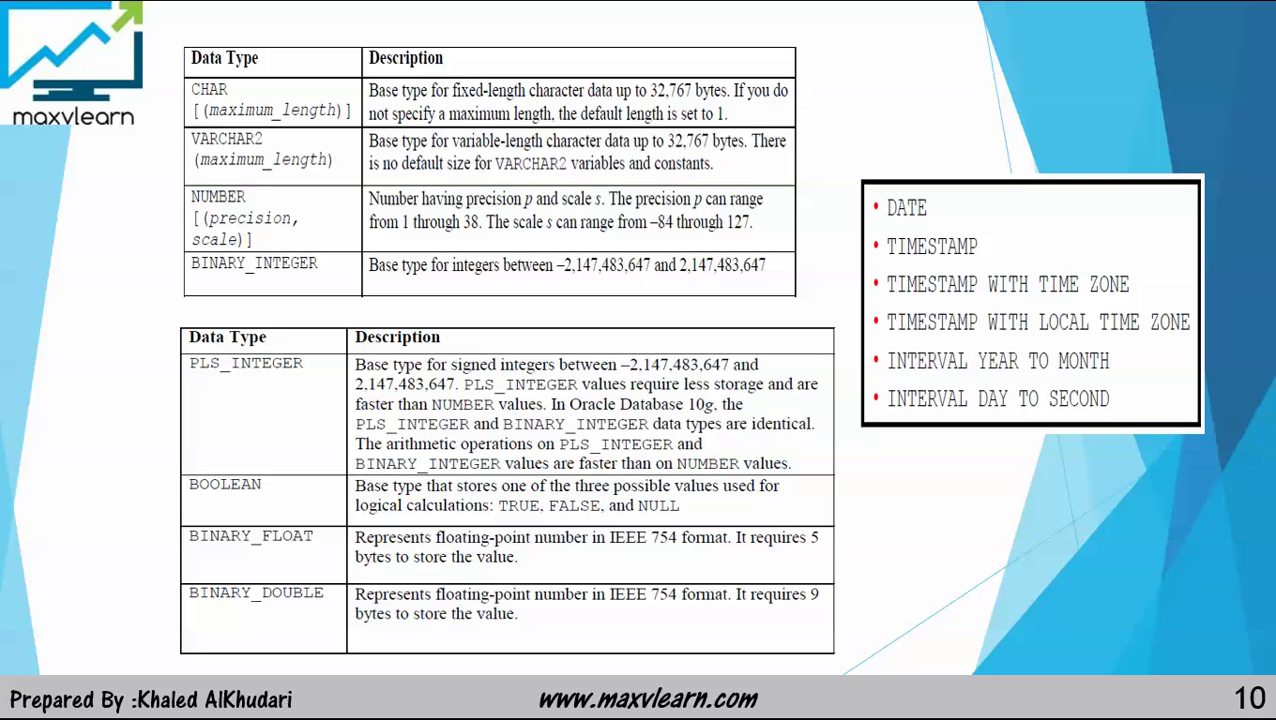 maxvlearn
Data Type Description
CHAR
[(maximum_length)]
Base type for fixed-length character data up to 32,767 bytes. If you do
not specify a maximum length, the default length is set to 1.
VARCHAR2
(maximum_length)
Base type for variable-length character data up to 32,767 bytes. There
is no default size for VARCHAR2 variables and constants.
NUMBER
[(precision,
scale)]
Number having precision p and scale s. The precision p can range
from 1 through 38. The scale s can range from –84 through 127.
BINARY_INTEGER
Base type for integers between –2,147,483,647 and 2,147,483,647
Data Type Description
PLS_INTEGER
Base type for signed integers between –2,147,483,647 and
2,147,483,647. PLS_INTEGER values require less storage and are
faster than NUMBER values. In Oracle Database 10g, the
PLS_INTEGER and BINARY_INTEGER data types are identical.
The arithmetic operations on PLS_INTEGER and
BINARY_INTEGER values are faster than on NUMBER values.
BOOLEAN
Base type that stores one of the three possible values used for
logical calculations: TRUE, FALSE, and NULL
BINARY_FLOAT
Represents floating-point number in IEEE 754 format. It requires 5
bytes to store the value.
BINARY_DOUBLE
Represents floating-point number in IEEE 754 format. It requires 9
bytes to store the value.
• DATE
• TIMESTAMP
• TIMESTAMP WITH TIME ZONE
• TIMESTAMP WITH LOCAL TIME ZONE
• INTERVAL YEAR TO MONTH
• INTERVAL DAY TO SECOND
Prepared By :Khaled AlKhudari
www.maxvlearn.com
10